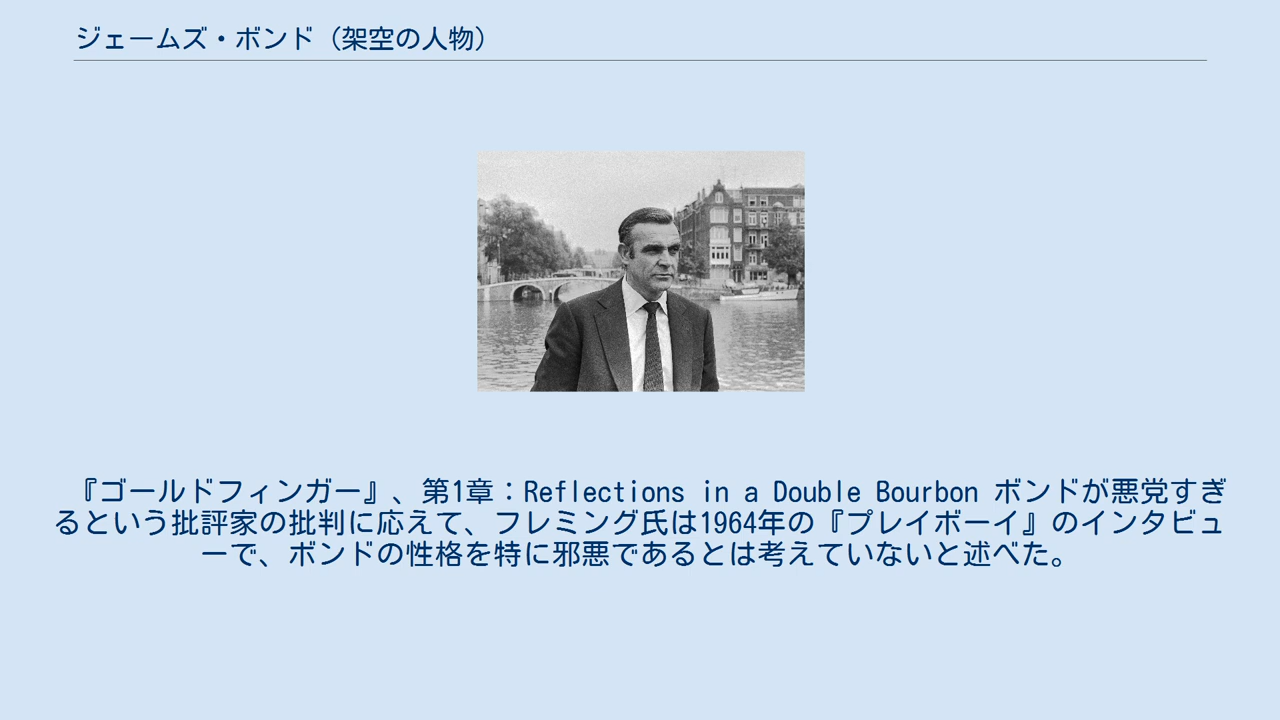 ジェームズ・ボンド（架空の人物）
『ゴールドフィンガー』、第1章：Reflections in a Double Bourbon ボンドが悪党すぎ
るという批評家の批判に応えて、フレミング氏は1964年の『プレイボーイ』のインタビュ
ーで、ボンドの性格を特に邪悪であるとは考えていないと述べた。